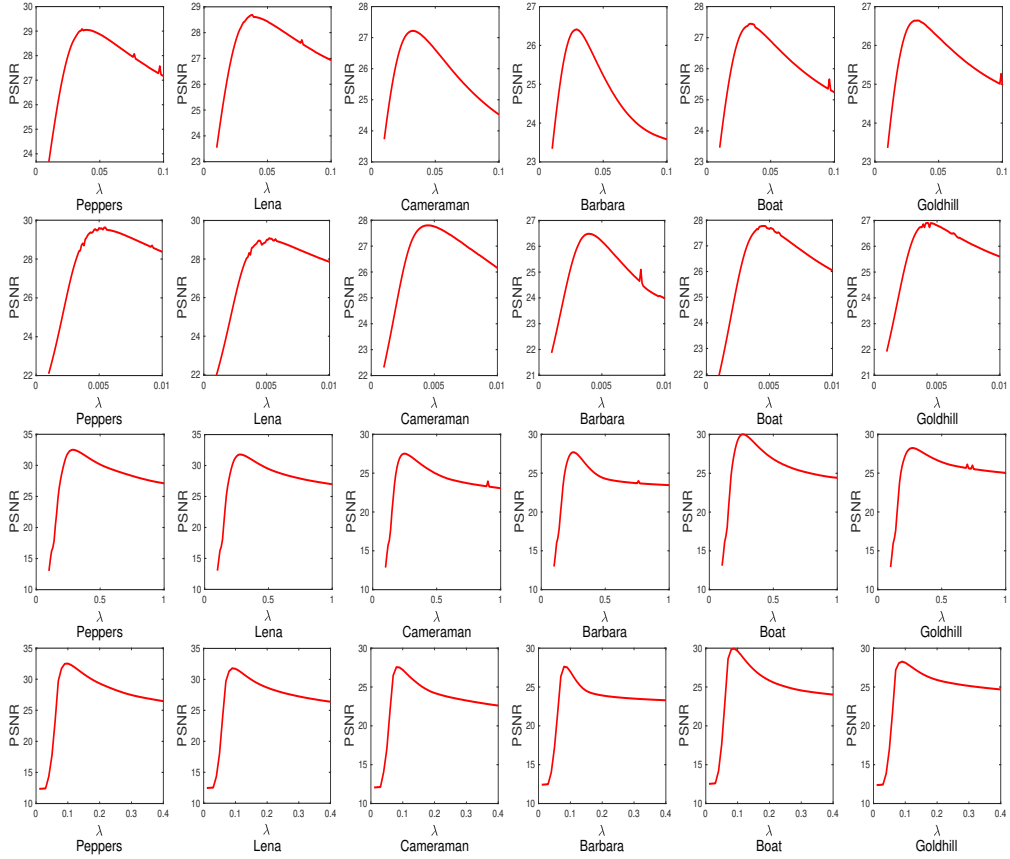 30
29
28
27
26
25
24
PSNR
0 0.05 0.1
λ
Peppers
29
28
27
26
25
24
23
PSNR
0 0.05 0.1
λ
Lena
28
27
26
25
24
23
PSNR
0 0.05 0.1
λ
Cameraman
27
26
25
24
23
PSNR
0 0.05 0.1
λ
Barbara
28
27
26
25
24
23
PSNR
0 0.05 0.1
λ
Boat
27
26
25
24
23
PSNR
0 0.05 0.1
λ
Goldhill
30
28
26
24
22
PSNR
0 0.005 0.01
λ
Peppers
30
28
26
24
22
PSNR
0 0.005 0.01
λ
Lena
28
27
26
25
24
23
22
21
PSNR
0 0.005 0.01
λ
Cameraman
27
26
25
24
23
22
21
PSNR
0 0.005 0.01
λ
Barbara
28
27
26
25
24
23
22
PSNR
0 0.005 0.01
λ
Boat
27
26
25
24
23
22
21
PSNR
0 0.005 0.01
λ
Goldhill
35
30
25
20
15
10
PSNR
0 0.5 1
λ
Peppers
35
30
25
20
15
10
PSNR
0 0.5 1
λ
Lena
30
25
20
15
10
PSNR
0 0.5 1
λ
Cameraman
30
25
20
15
10
PSNR
0 0.5 1
λ
Barbara
30
25
20
15
10
PSNR
0 0.5 1
λ
Boat
30
25
20
15
10
PSNR
0 0.5 1
λ
Goldhill
35
30
25
20
15
10
PSNR
0 0.1 0.2 0.3 0.4
λ
Peppers
35
30
25
20
15
10
PSNR
0 0.1 0.2 0.3 0.4
λ
Lena
30
25
20
15
10
PSNR
0 0.1 0.2 0.3 0.4
λ
Cameraman
30
25
20
15
10
PSNR
0 0.1 0.2 0.3 0.4
λ
Barbara
30
25
20
15
10
PSNR
0 0.1 0.2 0.3 0.4
λ
Boat
30
25
20
15
10
PSNR
0 0.1 0.2 0.3 0.4
λ
Goldhill